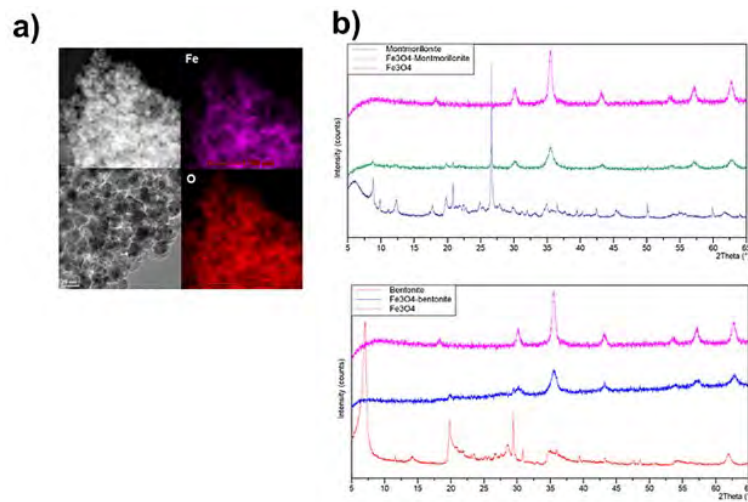 a)
b)
Fe
O
Montmorillonite
Fe3O4-Montmorillonite
Fe3O4
Intensity (counts)
5 10 15 20 25 30 35 40 45 50 55 60 65
2Theta (°
Bentonite
Fe3O4-bentonite
Fe3O4
Intensity (counts)
5 10 15 20 25 30 35 40 45 50 55 60 65
2Theta (°